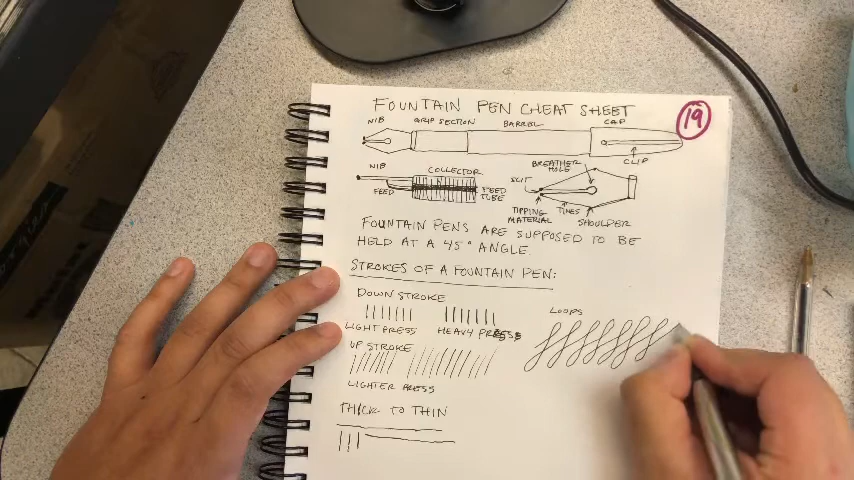 FOUNTAIN PEN CHEAT SHEET
19
NIB GRIP SECTION BARREL CAP
CLIP
NIB COLLECTOR BREATHER HOLE
SLIT
FEED FEED TUBE
TIPPING MATERIAL TINES SHOULDER
FOUNTAIN PENS ARE SUPPOSED TO BE
HELD AT A 45° ANGLE.
STROKES OF A FOUNTAIN PEN:
DOWN STROKE
LOOPS
LIGHT PRESS HEAVY PRESS
UP STROKE
LIGHTER PRESS
THICK TO THIN